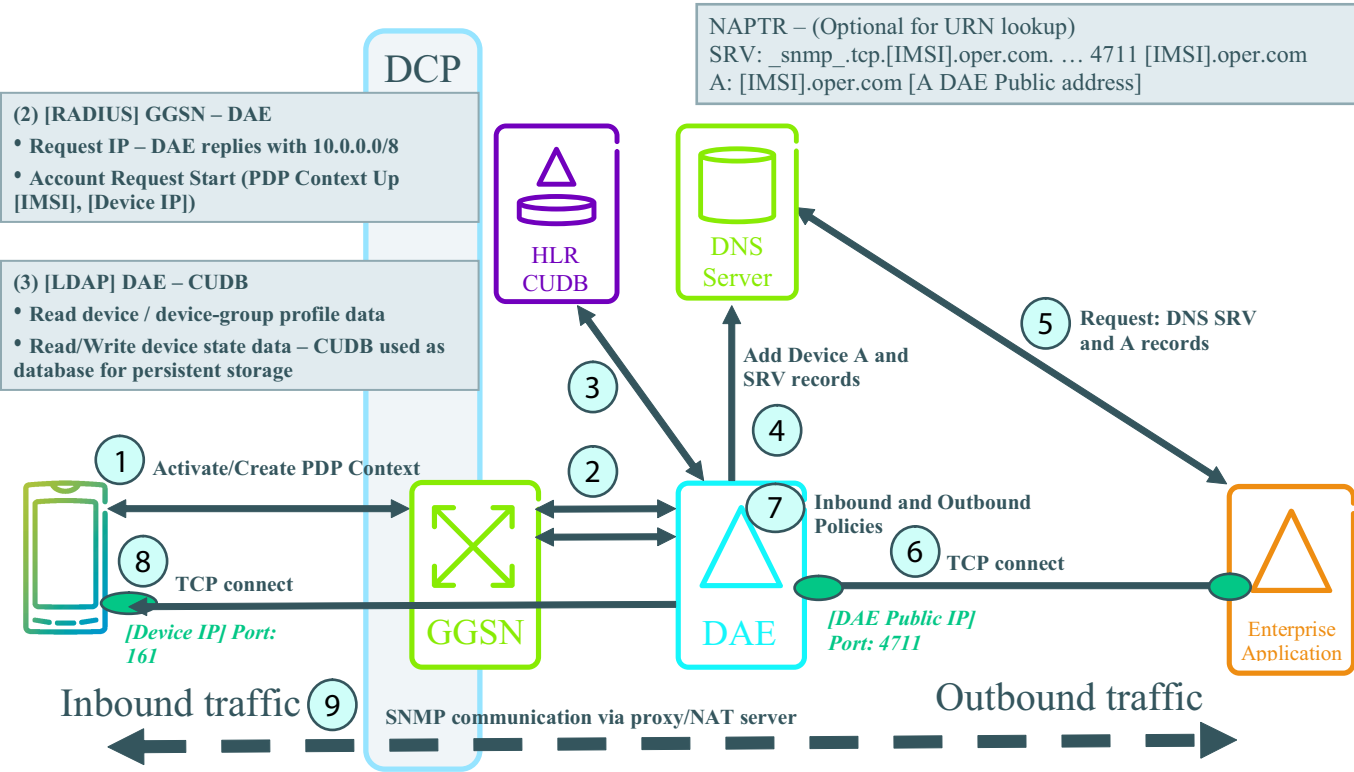 NAPTR – (Optional for URN lookup)
SRV: _snmp_.tcp.[IMSI].oper.com. … 4711 [IMSI].oper.com
A: [IMSI].oper.com [A DAE Public address]
DCP
(2) [RADIUS] GGSN – DAE
• Request IP – DAE replies with 10.0.0.0/8
• Account Request Start (PDP Context Up
[IMSI], [Device IP])
(3) [LDAP] DAE – CUDB
• Read device / device-group profile data
• Read/Write device state data – CUDB used as
database for persistent storage
HLR
CUDB
DNS
Server
5
Request: DNS SRV
and A records
3
Add Device A and
SRV records
4
1
Activate/Create PDP Context
2
7
Inbound and Outbound
Policies
8
TCP connect
6
TCP connect
[Device IP] Port:
161
GGSN
DAE
[DAE Public IP]
Port: 4711
Enterprise
Application
Inbound traffic
9
SNMP communication via proxy/NAT server
Outbound traffic